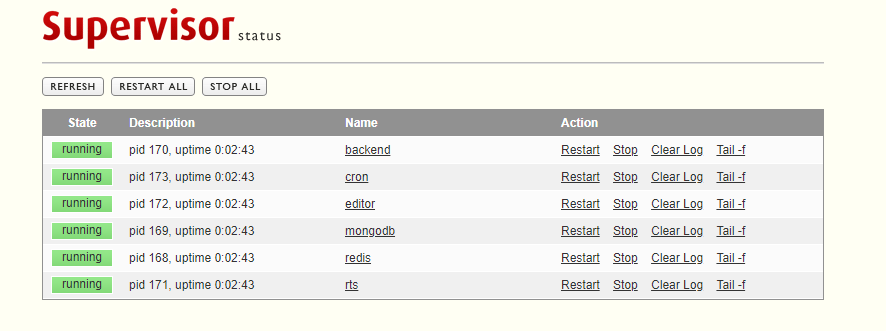 Supervisor status
REFRESH RESTART ALL STOP ALL
State Description Name Action
running pid 170, uptime 0:02:43 backend Restart Stop Clear Log Tail -f
running pid 173, uptime 0:02:43 cron Restart Stop Clear Log Tail -f
running pid 172, uptime 0:02:43 editor Restart Stop Clear Log Tail -f
running pid 169, uptime 0:02:43 mongodb Restart Stop Clear Log Tail -f
running pid 168, uptime 0:02:43 redis Restart Stop Clear Log Tail -f
running pid 171, uptime 0:02:43 rts Restart Stop Clear Log Tail -f